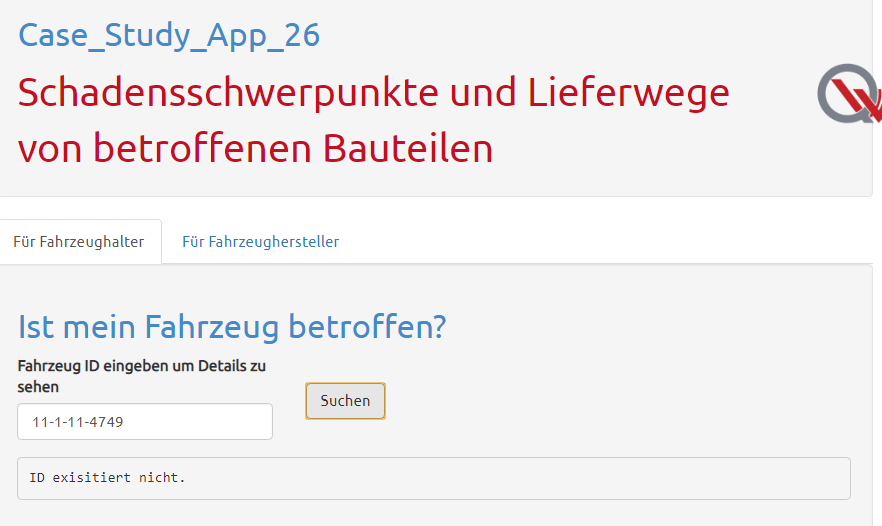 Case_Study_App_26
Schadensschwerpunkte und Lieferwege
von betroffenen Bauteilen
Für Fahrzeughalter
Für Fahrzeughersteller
Ist mein Fahrzeug betroffen?
Fahrzeug ID eingeben um Details zu
sehen
Suchen
11-1-11-4749
ID exisitiert nicht.